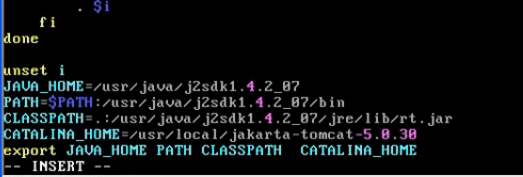 . $i
fi
done
unset i
JAVA_HOME=/usr/java/j2sdk1.4.2_07
PATH=$PATH:/usr/java/j2sdk1.4.2_07/bin
CLASSPATH=.:/usr/java/j2sdk1.4.2_07/jre/lib/rt.jar
CATALINA_HOME=/usr/local/jakarta-tomcat-5.0.30
export JAVA_HOME PATH CLASSPATH  CATALINA_HOME
-- INSERT --